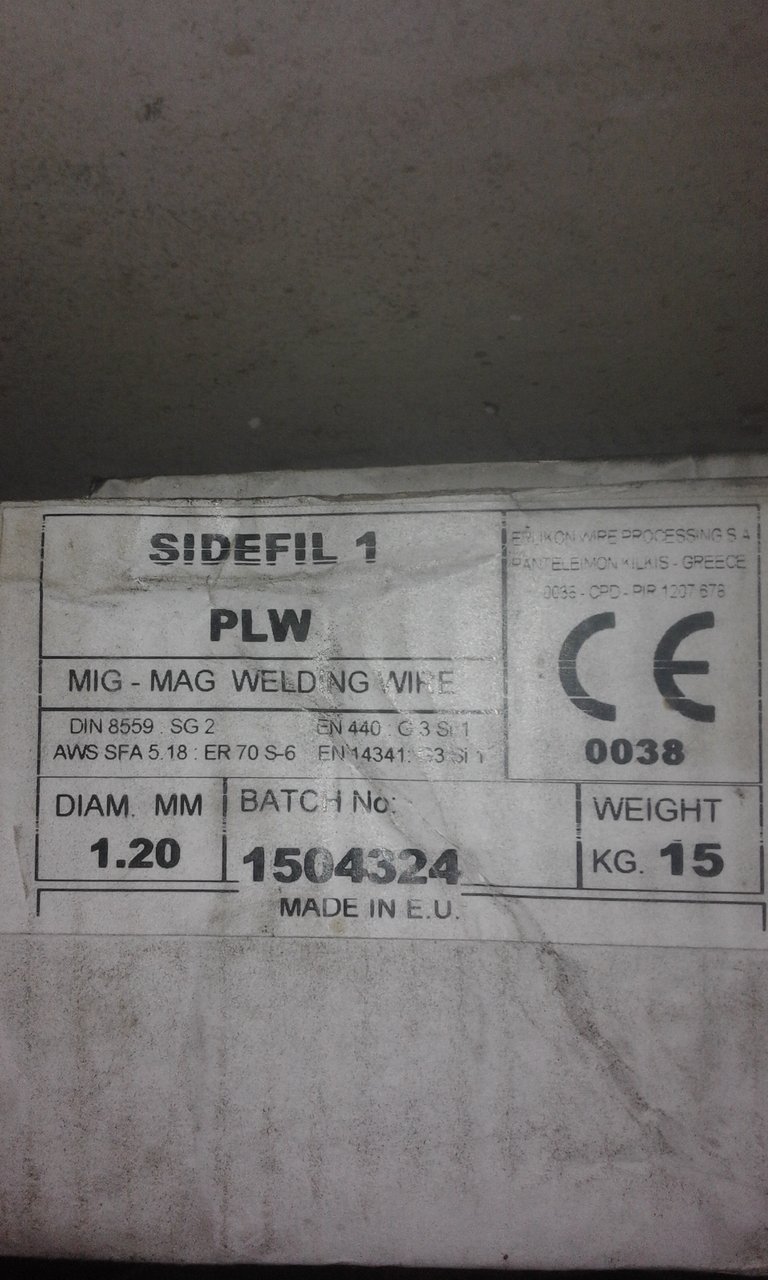 SIDEFIL 1
PLW
MIG - MAG WELDING WIRE
DIN 8559 : SG 2 EN 440 : G 3 Si 1
AWS SFA 5.18 : ER 70 S-6 EN 14341: G3 Si 1
ERLIKON WIRE PROCESSING S A
PANTELEIMON KILKIS - GREECE
0038 - CPD - PIR 1207 678
CE
0038
DIAM. MM
1.20
BATCH No:
1504324
WEIGHT
KG. 15
MADE IN E.U.